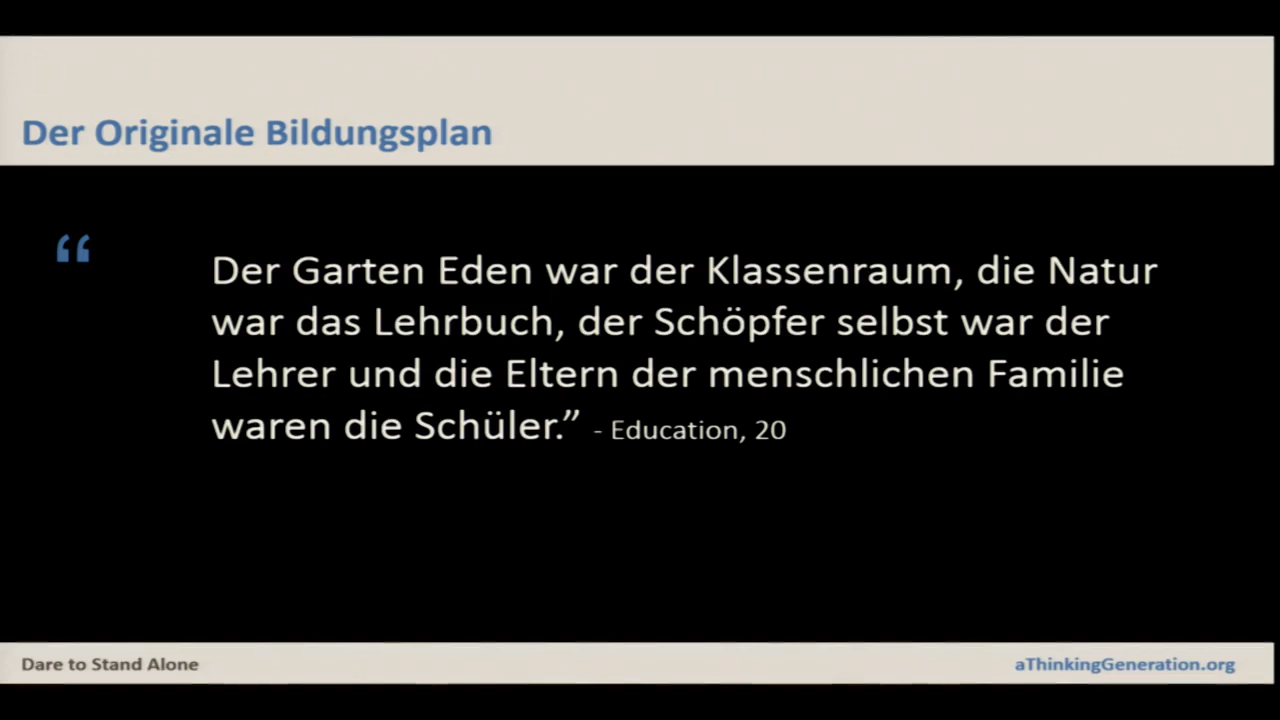 Der Originale Bildungsplan
“
Der Garten Eden war der Klassenraum, die Natur
war das Lehrbuch, der Schöpfer selbst war der
Lehrer und die Eltern der menschlichen Familie
waren die Schüler.” - Education, 20
Dare to Stand Alone
aThinkingGeneration.org